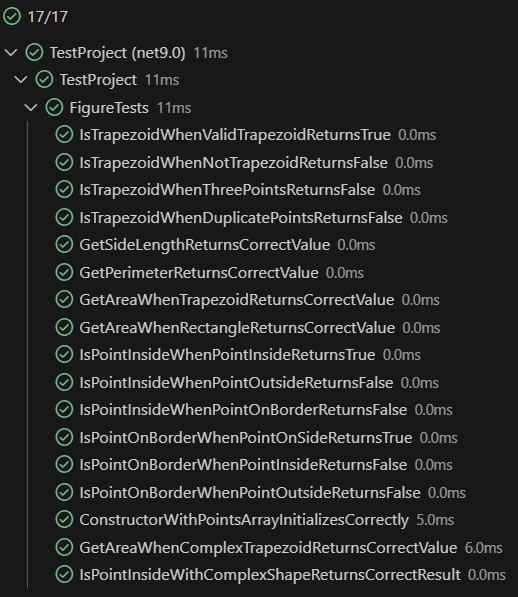 17/17
TestProject (net9.0) 11ms
TestProject 11ms
FigureTests 11ms
IsTrapezoidWhenValidTrapezoidReturnsTrue 0.0ms
IsTrapezoidWhenNotTrapezoidReturnsFalse 0.0ms
IsTrapezoidWhenThreePointsReturnsFalse 0.0ms
IsTrapezoidWhenDuplicatePointsReturnsFalse 0.0ms
GetSideLengthReturnsCorrectValue 0.0ms
GetPerimeterReturnsCorrectValue 0.0ms
GetAreaWhenTrapezoidReturnsCorrectValue 0.0ms
GetAreaWhenRectangleReturnsCorrectValue 0.0ms
IsPointInsideWhenPointInsideReturnsTrue 0.0ms
IsPointInsideWhenPointOutsideReturnsFalse 0.0ms
IsPointInsideWhenPointOnBorderReturnsFalse 0.0ms
IsPointOnBorderWhenPointOnSideReturnsTrue 0.0ms
IsPointOnBorderWhenPointInsideReturnsFalse 0.0ms
IsPointOnBorderWhenPointOutsideReturnsFalse 0.0ms
ConstructorWithPointsArrayInitializesCorrectly 5.0ms
GetAreaWhenComplexTrapezoidReturnsCorrectValue 6.0ms
IsPointInsideWithComplexShapeReturnsCorrectResult 0.0ms